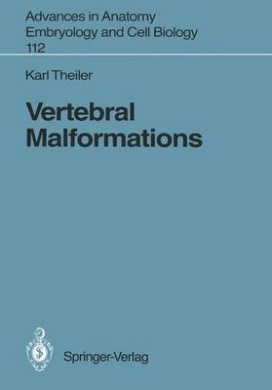 Advances in Anatomy
Embryology and Cell Biology
112
Karl Theiler
Vertebral
Malformations
Springer-Verlag